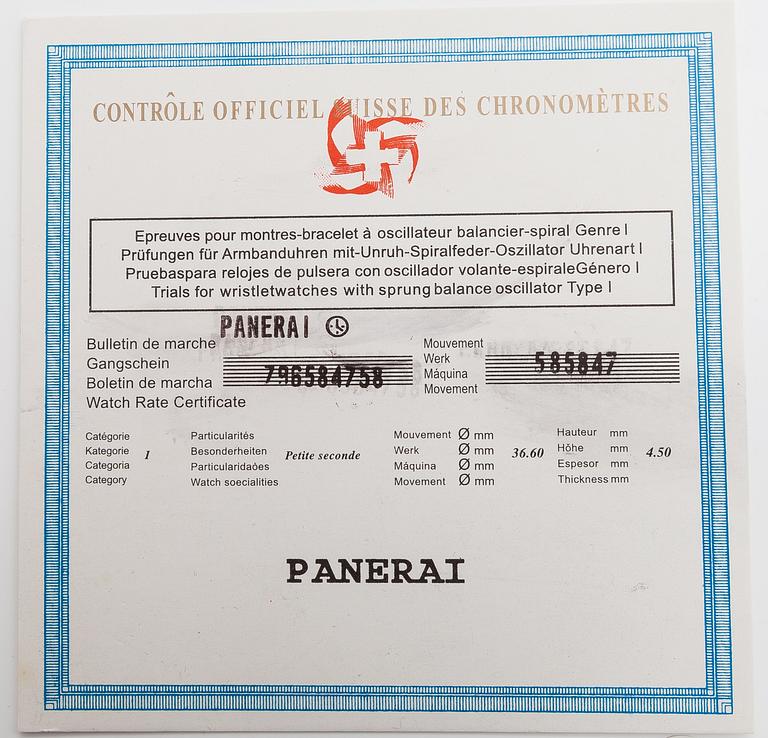 CONTRÔLE OFFICIEL SUISSE DES CHRONOMÈTRES
Epreuves pour montres-bracelet à oscillateur balancier-spiral Genre I
Prüfungen für Armbanduhren mit-Unruh-Spiralfeder-Oszillator Uhrenart I
Pruebaspara relojes de pulsera con oscillador volante-espiraleGénero I
Trials for wristletwatches with sprung balance oscillator Type I
PANERAI
Bulletin de marche
Gangschein
Boletin de marcha
Watch Rate Certificate
796584758
Mouvement
Werk
Máquina
Movement
585847
Catégorie
Kategorie
Categoria
Category
I
Particularités
Besonderheiten
Particularidaòes
Watch soecialities
Petite seconde
Mouvement Ø mm
Werk Ø mm
Máquina Ø mm
Movement Ø mm
36.60
Hauteur mm
Höhe mm
Espesor mm
Thickness mm
4.50
PANERAI